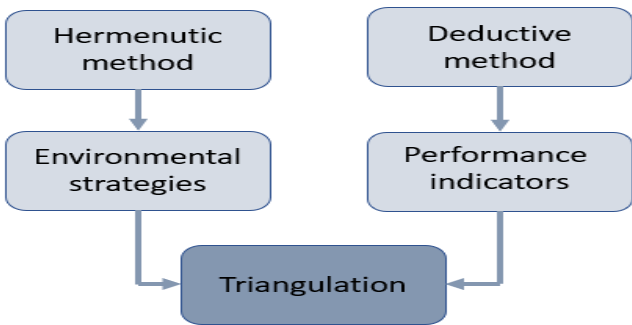 Hermenutic
method
Deductive
method
Environmental
strategies
Performance
indicators
Triangulation